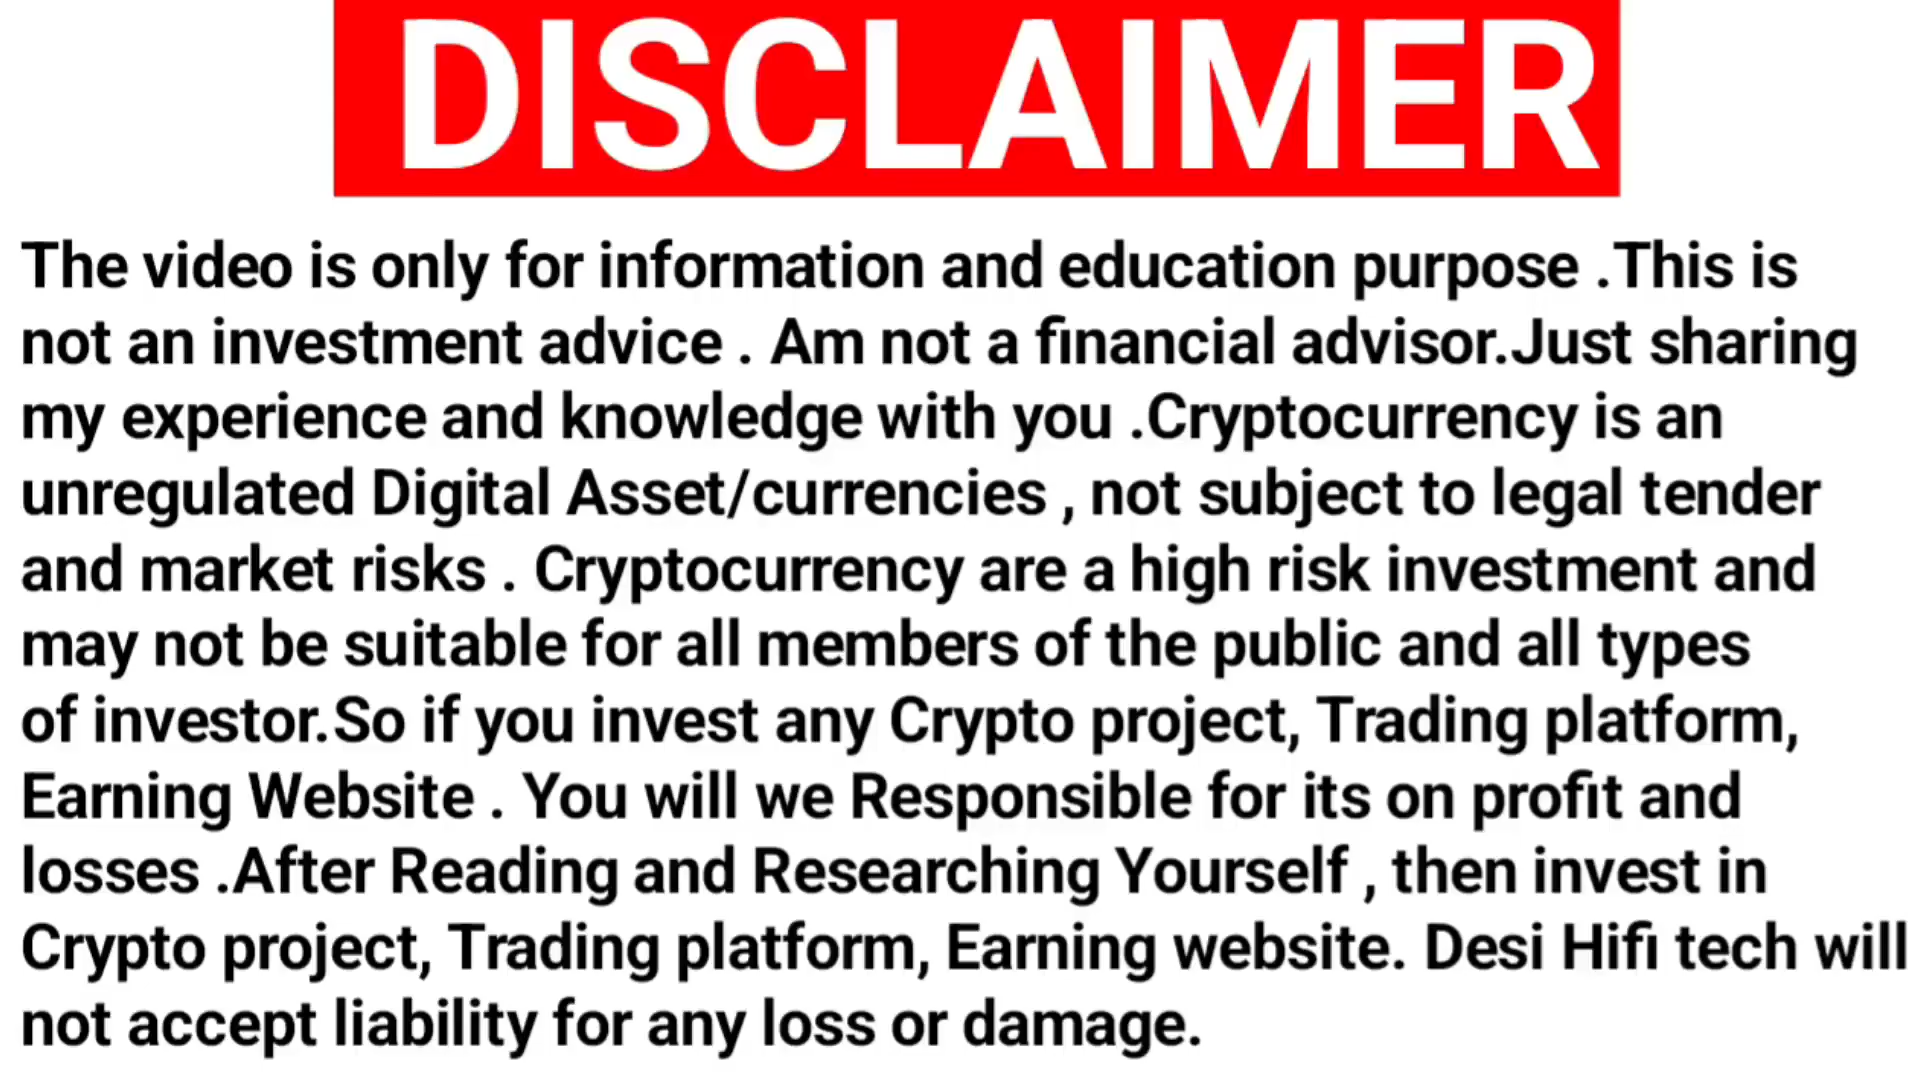 DISCLAIMER
The video is only for information and education purpose .This is
not an investment advice . Am not a financial advisor.Just sharing
my experience and knowledge with you .Cryptocurrency is an
unregulated Digital Asset/currencies , not subject to legal tender
and market risks . Cryptocurrency are a high risk investment and
may not be suitable for all members of the public and all types
of investor.So if you invest any Crypto project, Trading platform,
Earning Website . You will we Responsible for its on profit and
losses .After Reading and Researching Yourself , then invest in
Crypto project, Trading platform, Earning website. Desi Hifi tech will
not accept liability for any loss or damage.